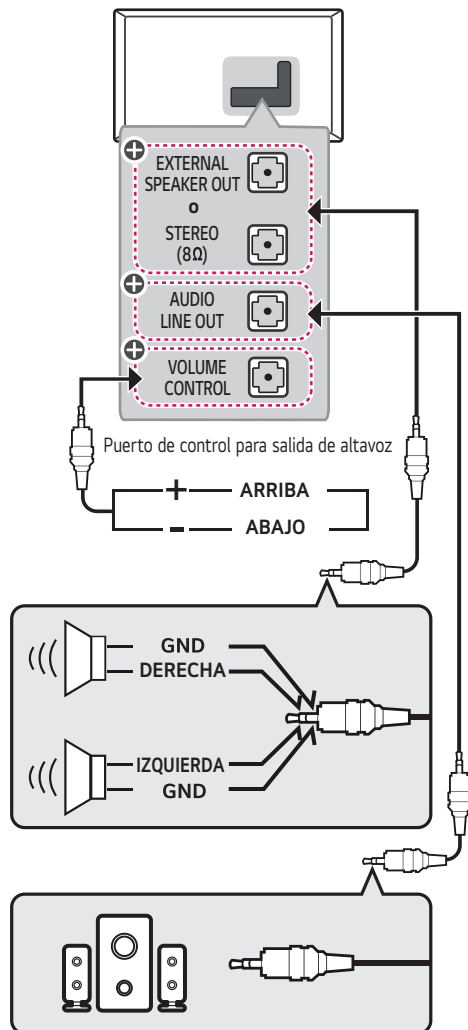 EXTERNAL
SPEAKER OUT
o
STEREO
(8Ω)
AUDIO
LINE OUT
VOLUME
CONTROL
Puerto de control para salida de altavoz
+ ARRIBA
- ABAJO
GND
DERECHA
IZQUIERDA
GND